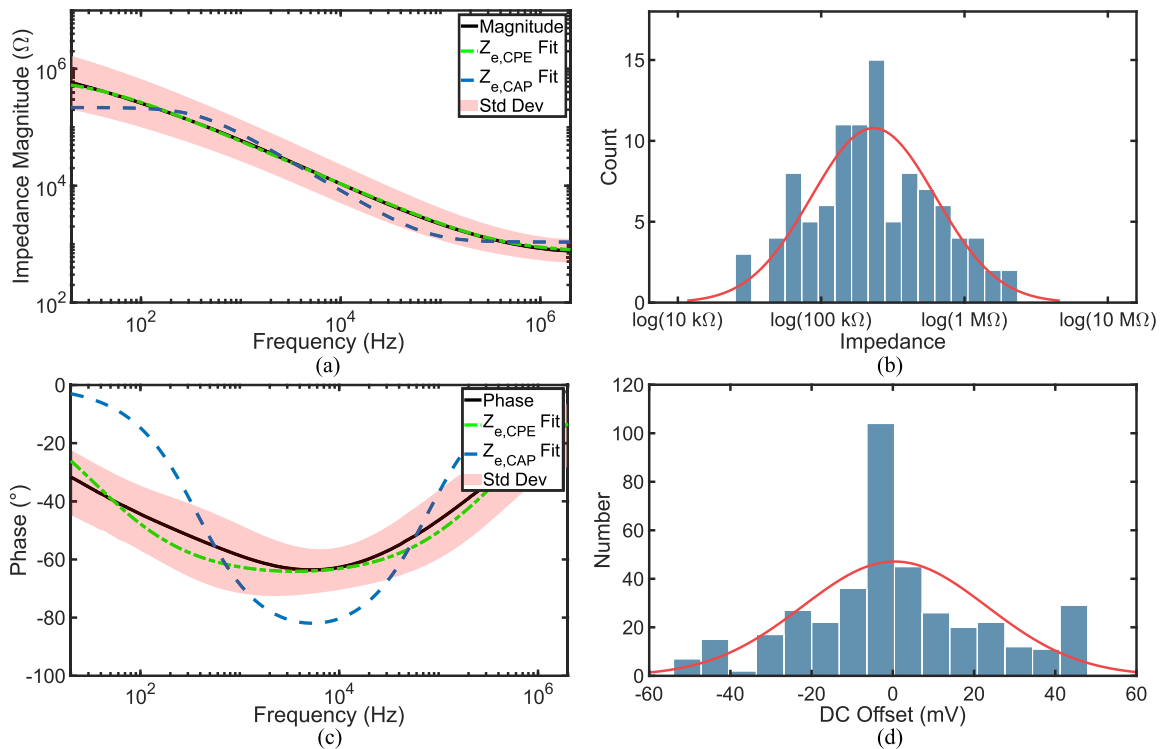 Impedance Magnitude (Ω)
10^6
10^4
10^2
Magnitude
Z_e,CPE Fit
Z_e,CAP Fit
Std Dev
10^2 10^4 10^6
Frequency (Hz)
(a)
Count
15
10
5
0
log(10 kΩ) log(100 kΩ) log(1 MΩ) log(10 MΩ)
Impedance
(b)
Phase (°)
0
-20
-40
-60
-80
-100
Phase
Z_e,CPE Fit
Z_e,CAP Fit
Std Dev
10^2 10^4 10^6
Frequency (Hz)
(c)
Number
120
100
80
60
40
20
0
-60 -40 -20 0 20 40 60
DC Offset (mV)
(d)